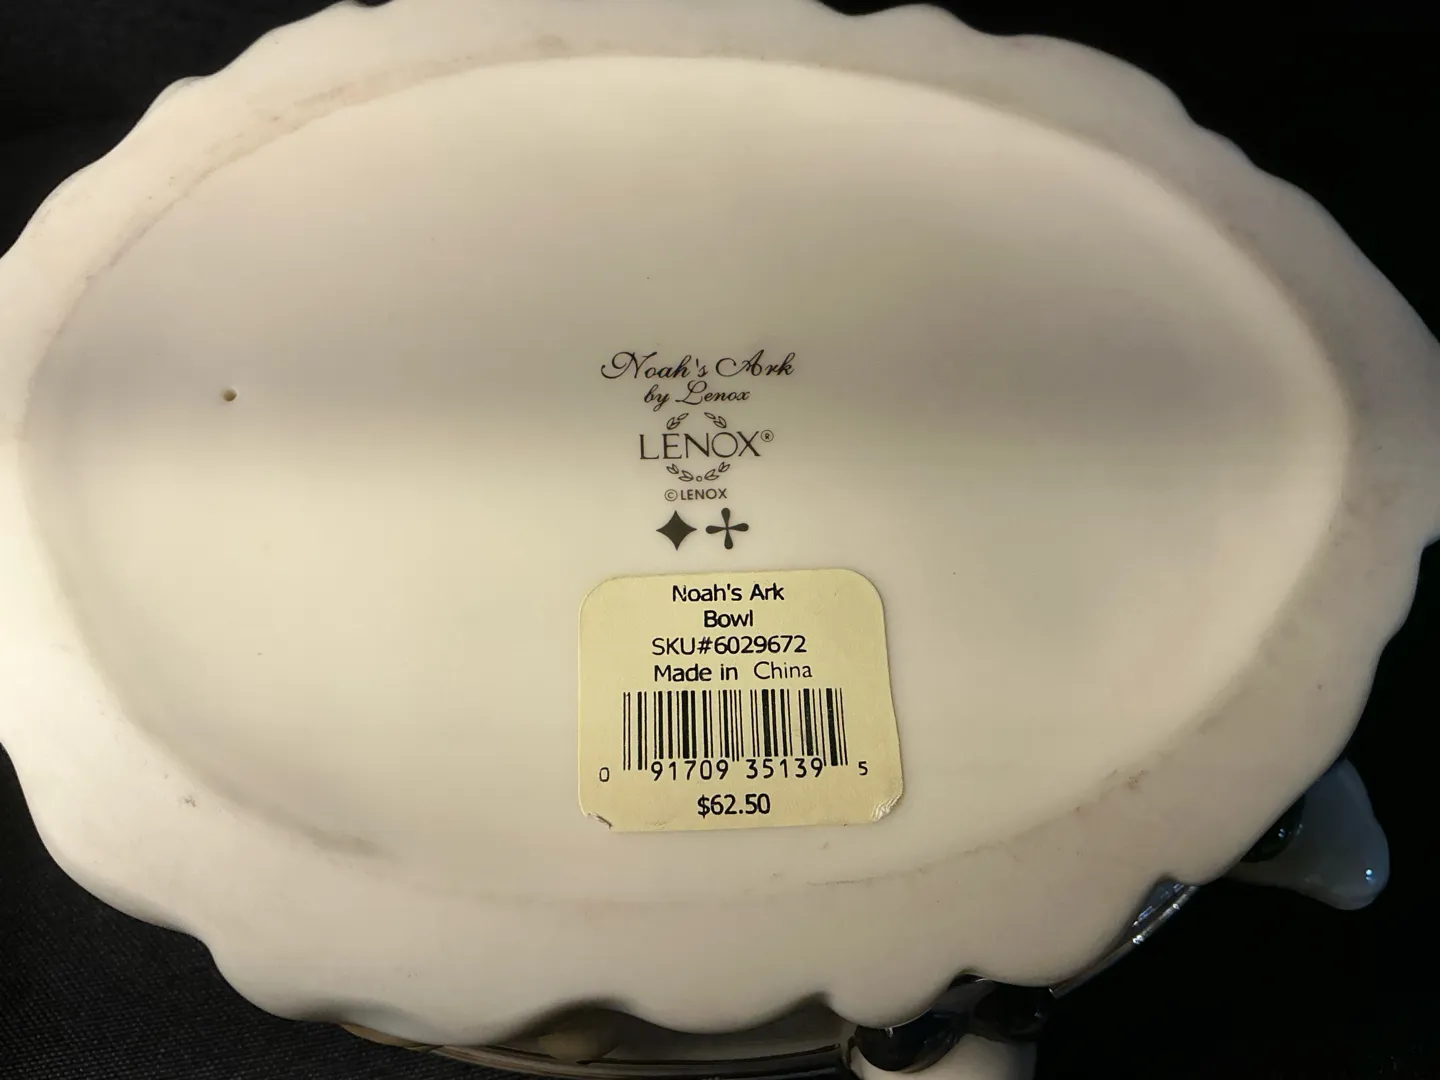 Noah's Ark
by Lenox
LENOX®
©LENOX
Noah's Ark
Bowl
SKU#6029672
Made in China
0 91709 35139 5
$62.50